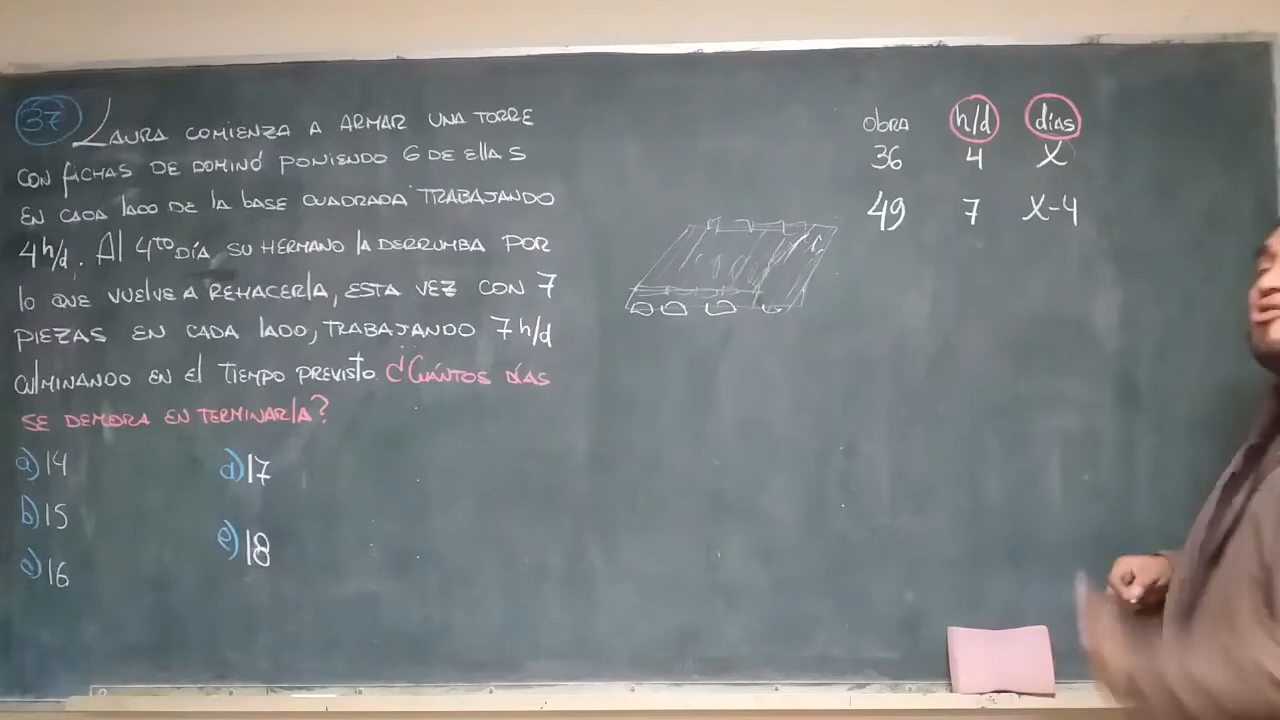 37 LAURA COMIENZA A ARMAR UNA TORRE
CON FICHAS DE DOMINÓ PONIENDO 6 DE EllAS
EN CADA lADO DE lA bASE CUADRADA TRABAJANDO
4 h/d. Al 4to DÍA SU HERMANO lA DERRUMBA POR
lO QUE VUElVE A REHACERlA, ESTA VEZ CON 7
PIEZAS EN CADA lADO, TRABAJANDO 7 h/d
CUlMINANDO EN El TIEMPO PREVISTO ¿CUÁNTOS DÍAS
SE DEMORA EN TERMINARlA?
a) 14 d) 17
b) 15
c) 16 e) 18
ObRA h/d días
36 4 X
49 7 X-4